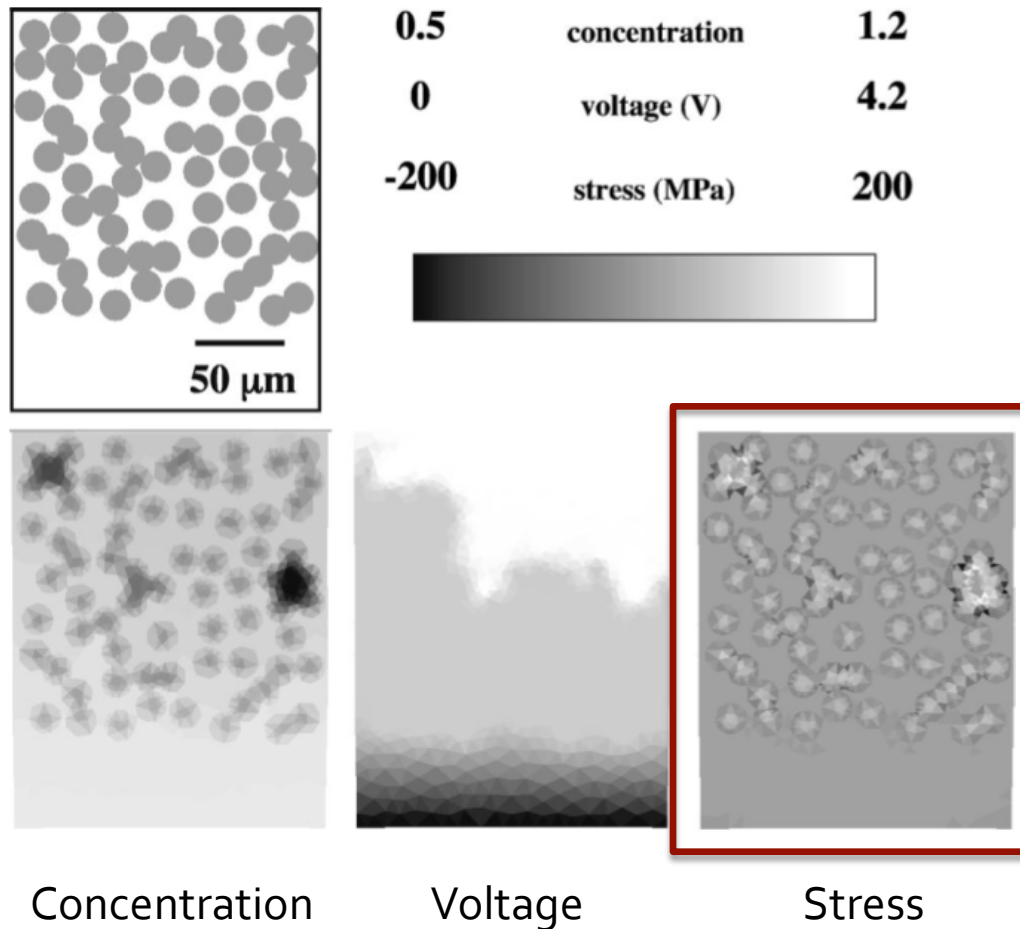 0.5 concentration 1.2
0 voltage (V) 4.2
-200 stress (MPa) 200
50 μm
Concentration Voltage Stress